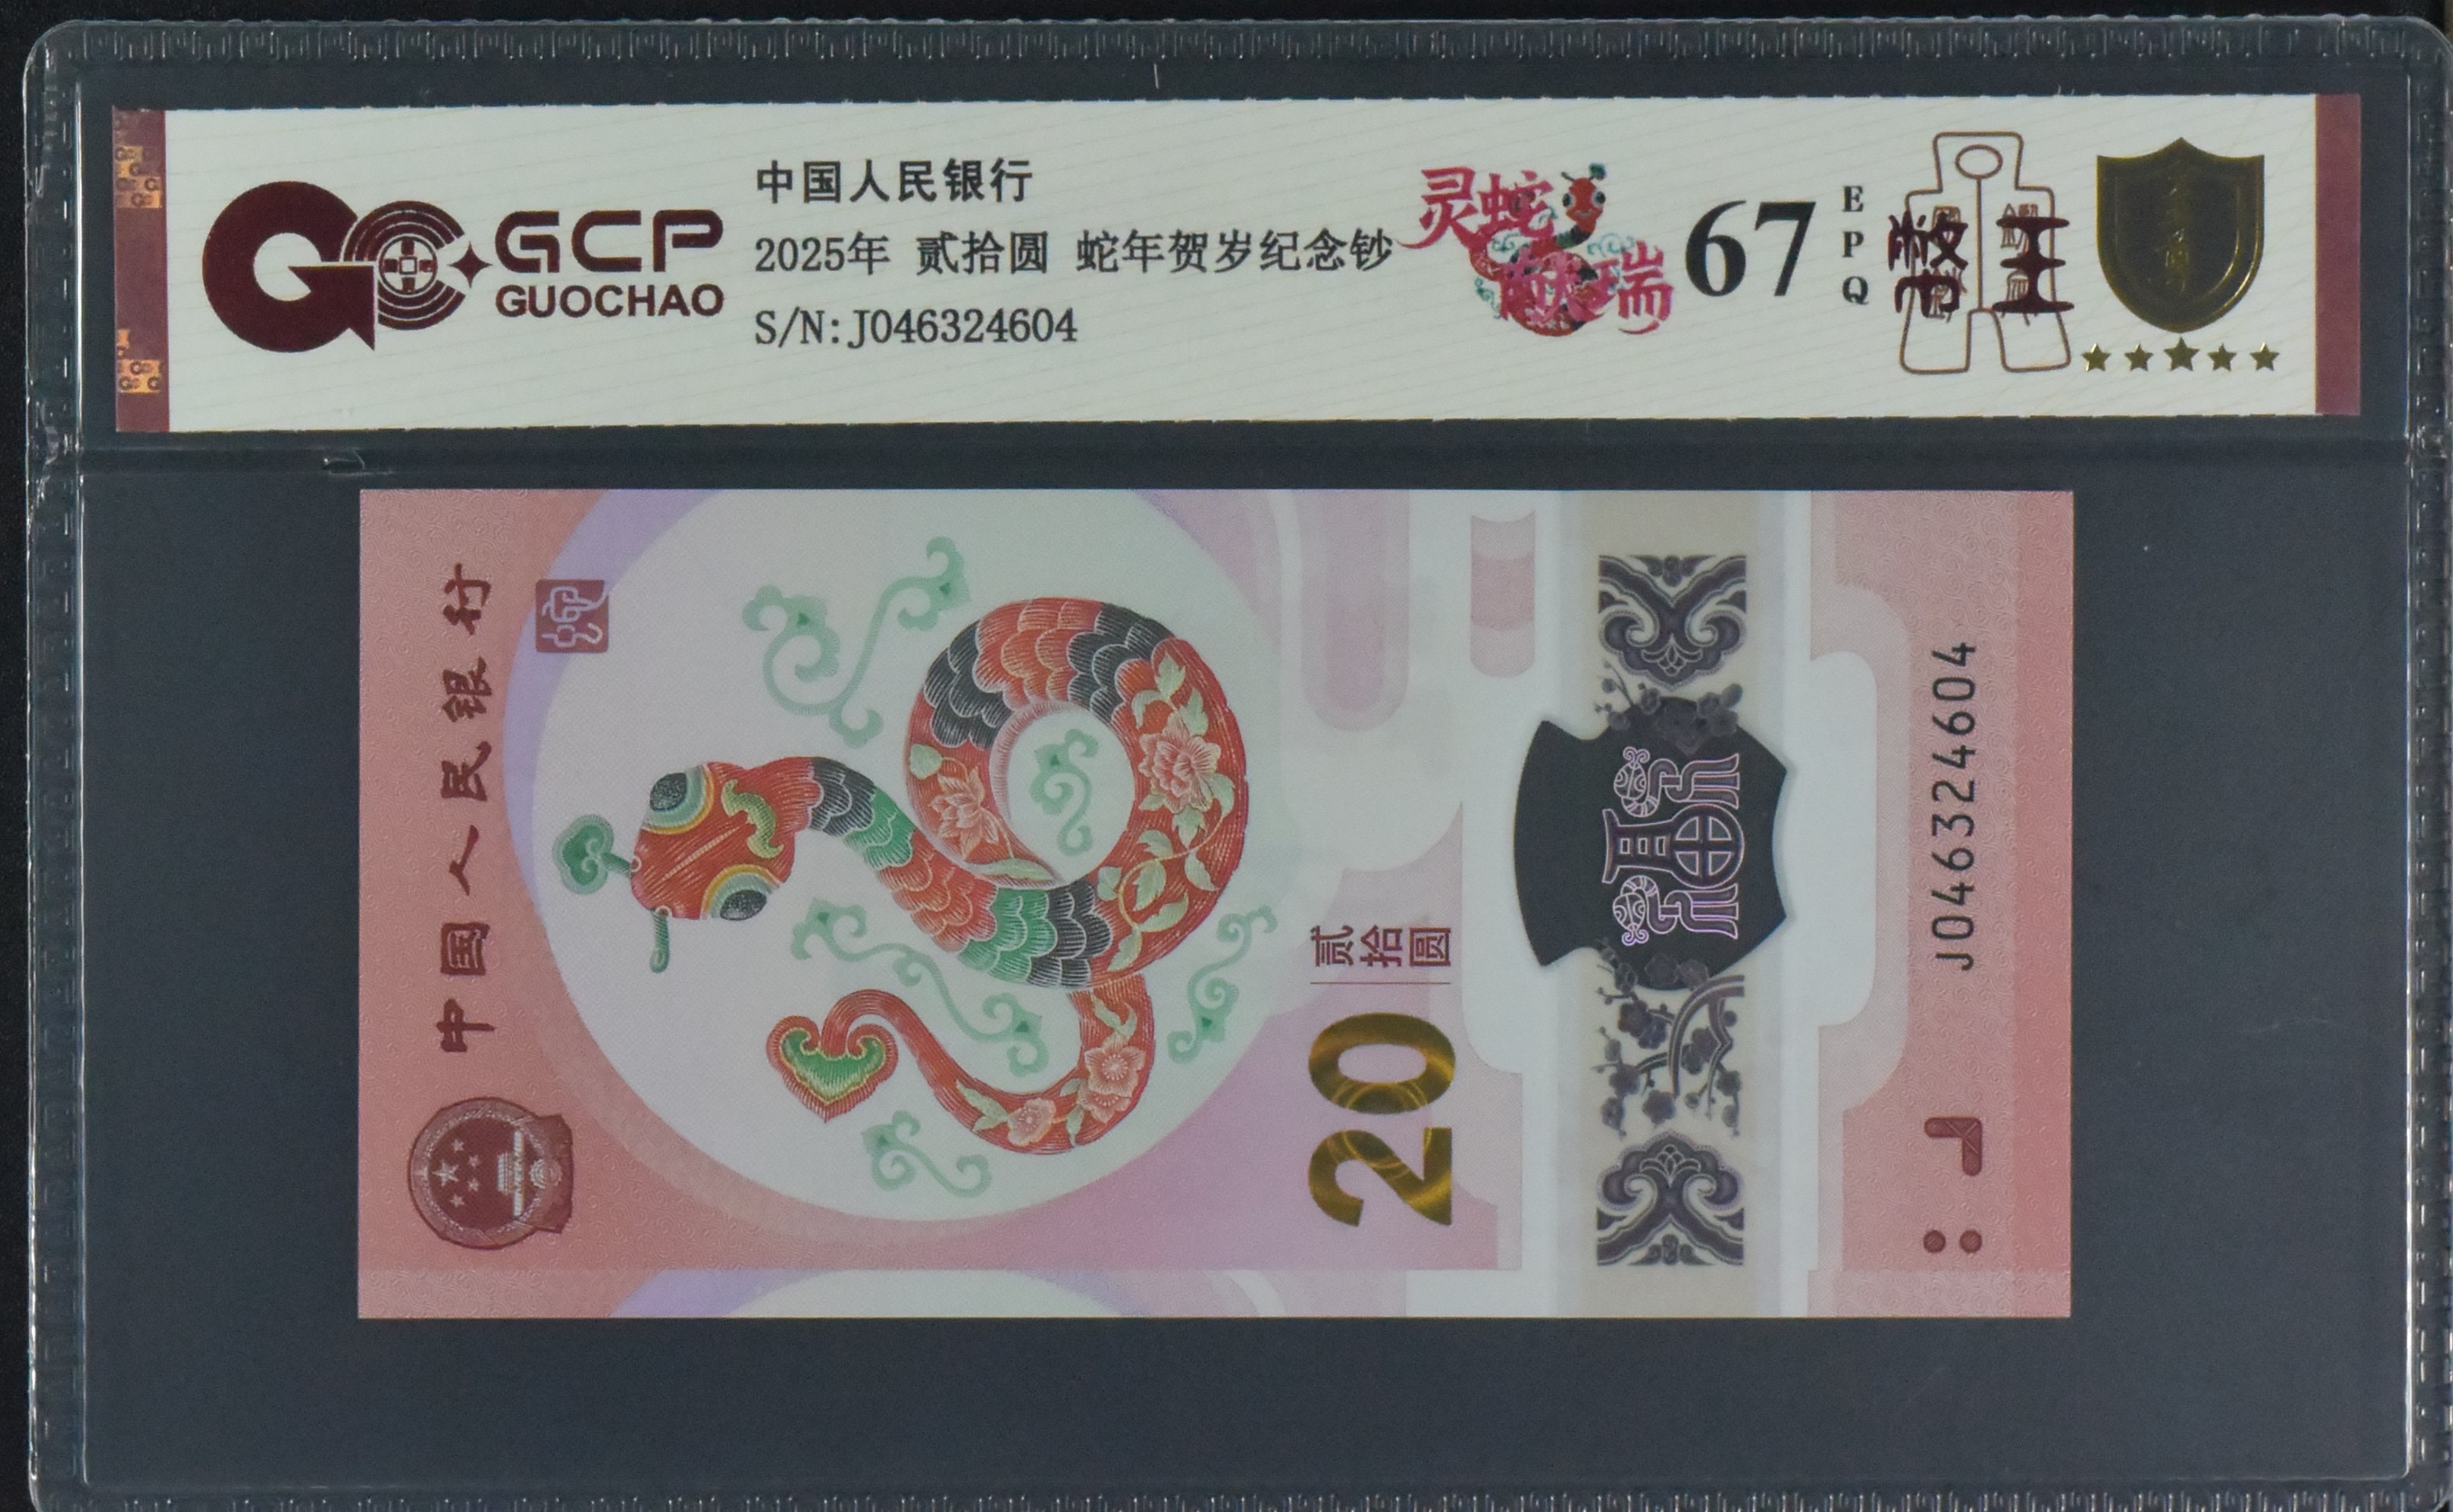 GCP
GUOCHAO
中国人民银行
2025年 贰拾圆 蛇年贺岁纪念钞
S/N:J046324604
灵蛇
献瑞
67
EPQ
中国人民银行
贰拾圆
20
福
J046324604